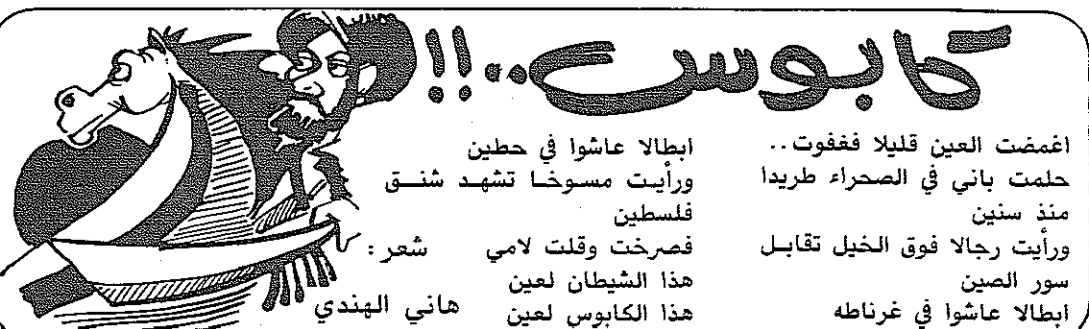 كابوس..!!
اغمضت العين قليلا فغفوت..
حلمت باني في الصحراء طريدا
منذ سنين
ورأيت رجالا فوق الخيل تقابل
سور الصين
ابطالا عاشوا في غرناطه
ابطالا عاشوا في حطين
ورأيت مسوخا تشهد شنق
فلسطين
فصرخت وقلت لامي
هذا الشيطان لعين
هذا الكابوس لعين
شعر:
هاني الهندي